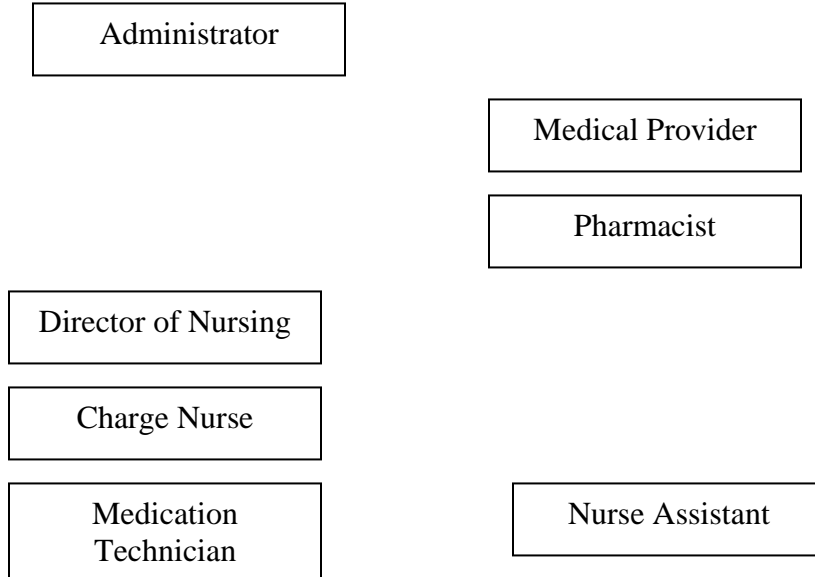 Administrator
Medical Provider
Pharmacist
Director of Nursing
Charge Nurse
Medication
Technician
Nurse Assistant